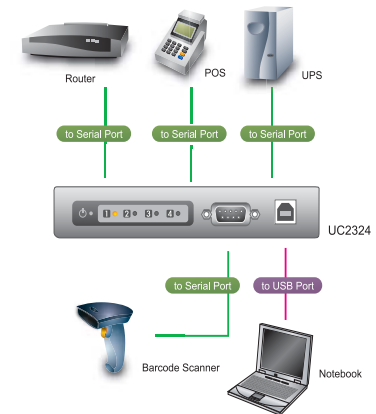 Router
POS
UPS
to Serial Port
to Serial Port
to Serial Port
1 2 3 4
UC2324
to Serial Port
to USB Port
Barcode Scanner
Notebook